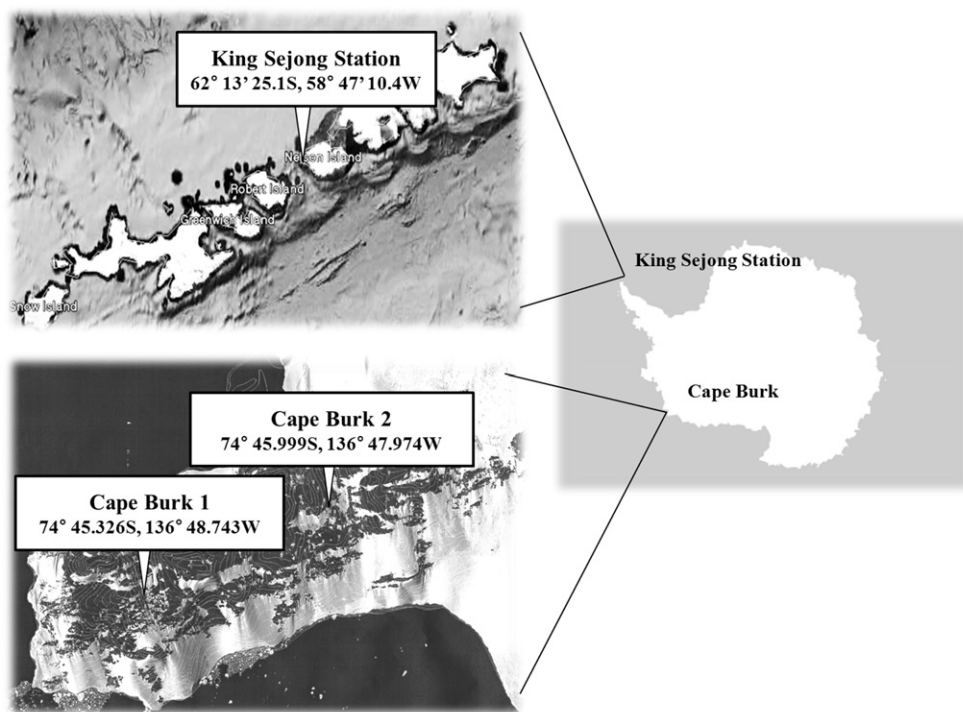 King Sejong Station
62° 13’ 25.1S, 58° 47’ 10.4W
Nelson Island
Robert Island
Greenwick Island
Snow Island
King Sejong Station
Cape Burk
Cape Burk 2
74° 45.999S, 136° 47.974W
Cape Burk 1
74° 45.326S, 136° 48.743W